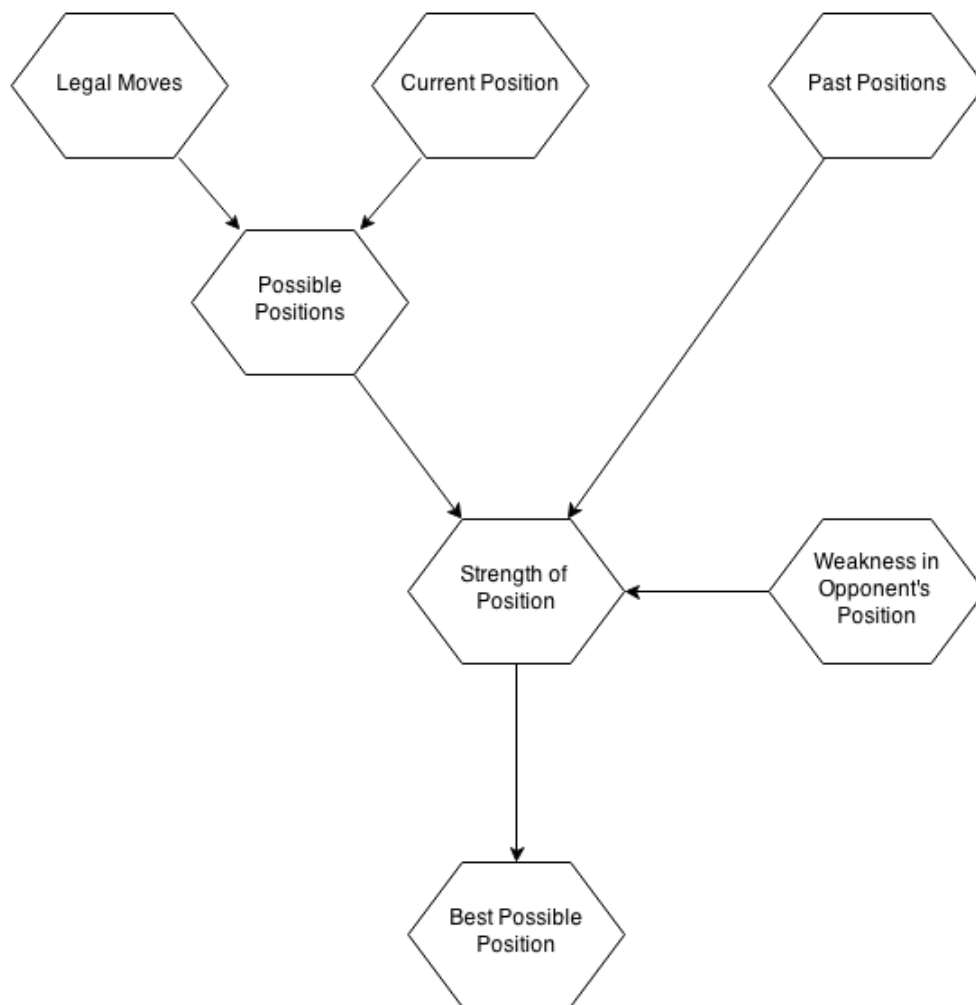 Legal Moves
Current Position
Past Positions
Possible
Positions
Strength of
Position
Weakness in
Opponent's
Position
Best Possible
Position